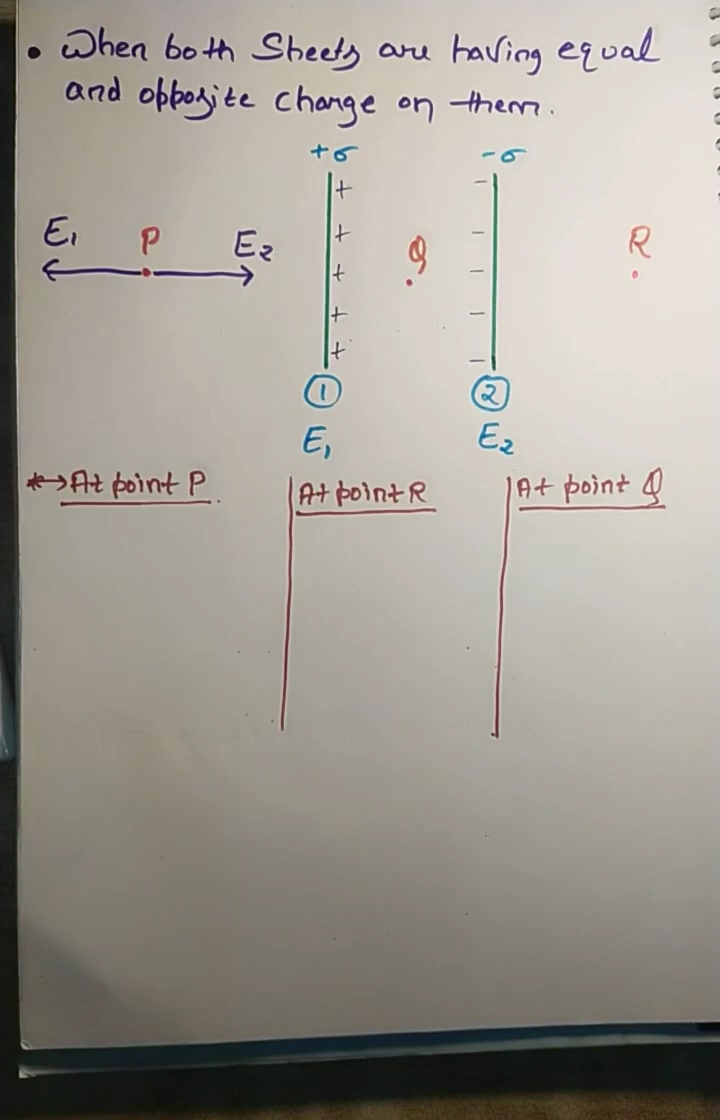 • When both Sheets are having equal
and opposite change on them.
+σ -σ
E₁ P E₂ + + + + + Q - - - - - R
① ②
E₁ E₂
*→ At point P. At point R At point Q